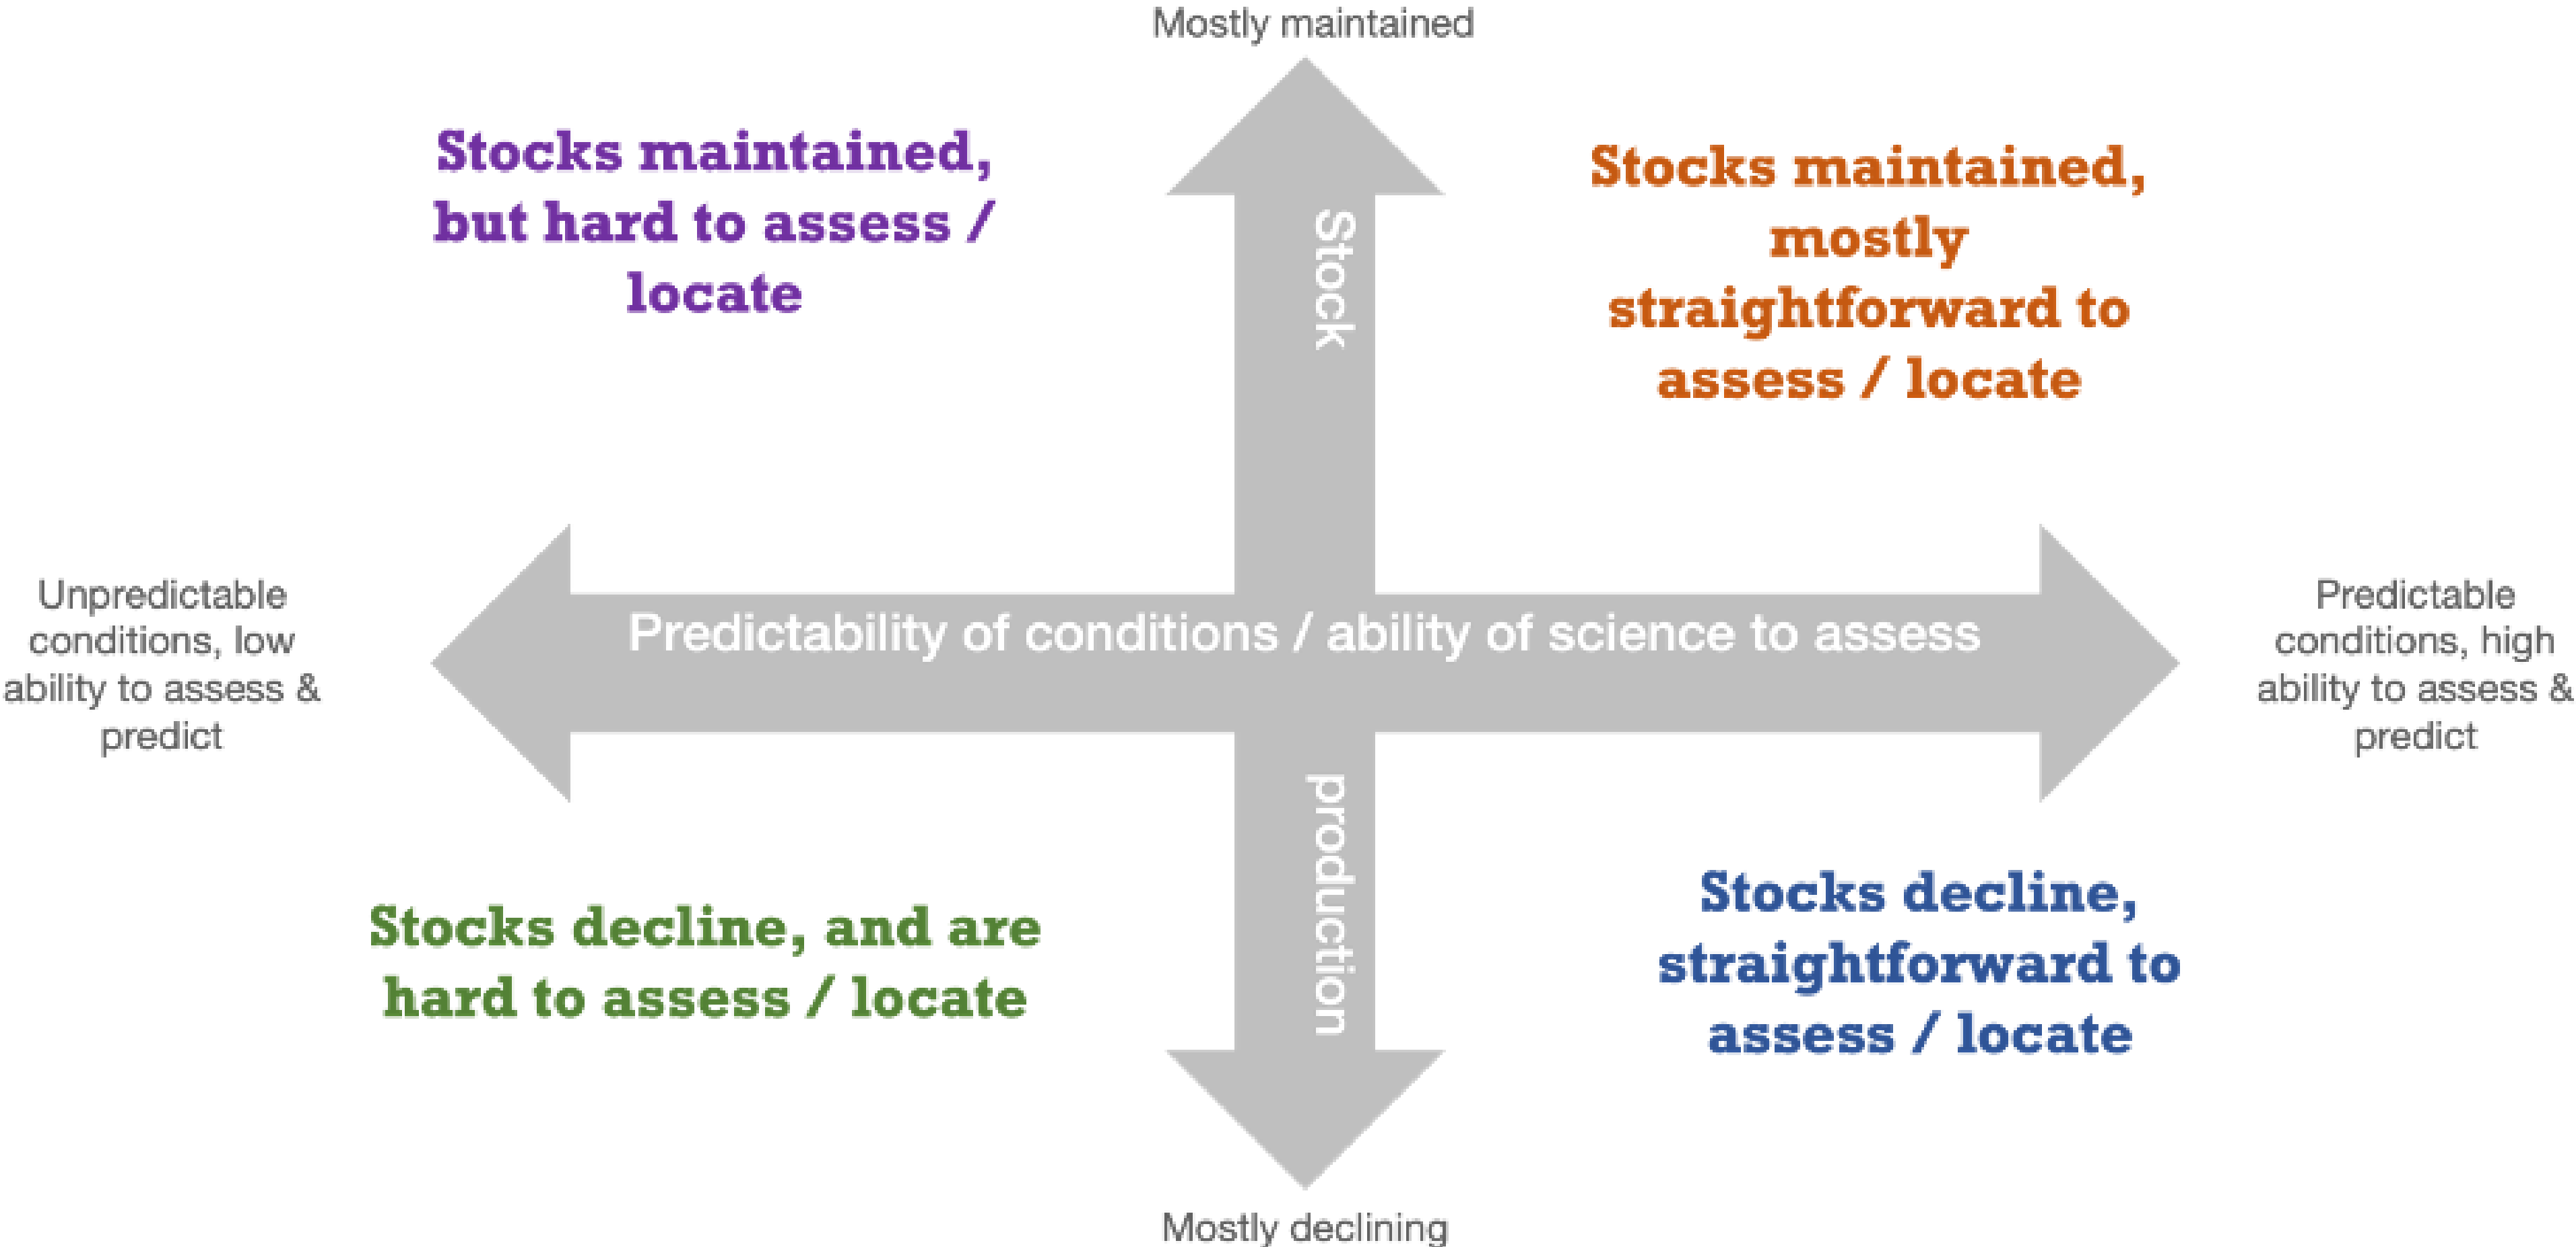 Mostly maintained
Stocks maintained,
but hard to assess /
locate
Stocks maintained,
mostly
straightforward to
assess / locate
Stock
Unpredictable
conditions, low
ability to assess &
predict
Predictability of conditions / ability of science to assess
Predictable
conditions, high
ability to assess &
predict
production
Stocks decline, and are
hard to assess / locate
Stocks decline,
straightforward to
assess / locate
Mostly declining